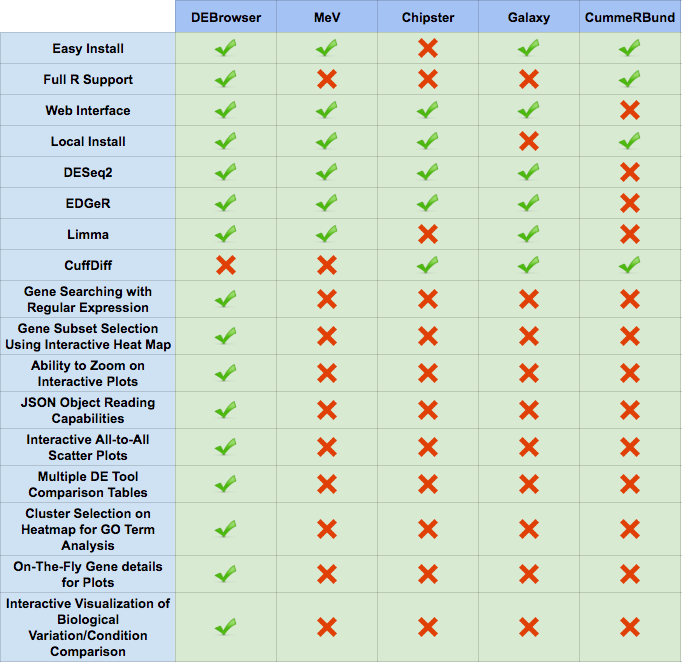 DEBrowser MeV Chipster Galaxy CummeRBund
Easy Install
Full R Support
Web Interface
Local Install
DESeq2
EDGeR
Limma
CuffDiff
Gene Searching with
Regular Expression
Gene Subset Selection
Using Interactive Heat Map
Ability to Zoom on
Interactive Plots
JSON Object Reading
Capabilities
Interactive All-to-All
Scatter Plots
Multiple DE Tool
Comparison Tables
Cluster Selection on
Heatmap for GO Term
Analysis
On-The-Fly Gene details
for Plots
Interactive Visualization of
Biological
Variation/Condition
Comparison